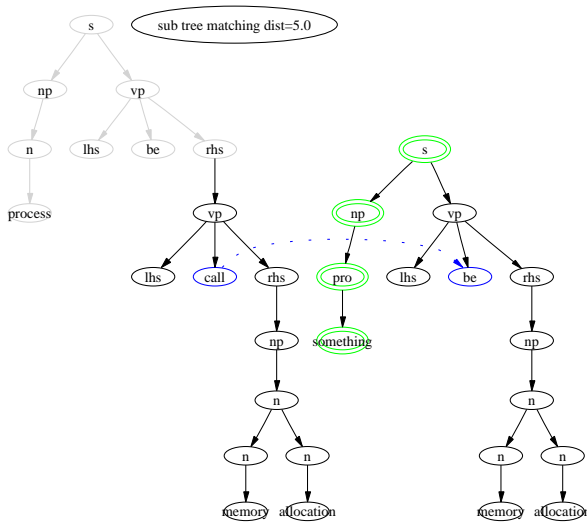 s
sub tree matching dist=5.0
np vp
n lhs be rhs s
process vp np vp
lhs call rhs pro lhs be rhs
np something np
n n
n n n n
memory allocation memory allocation